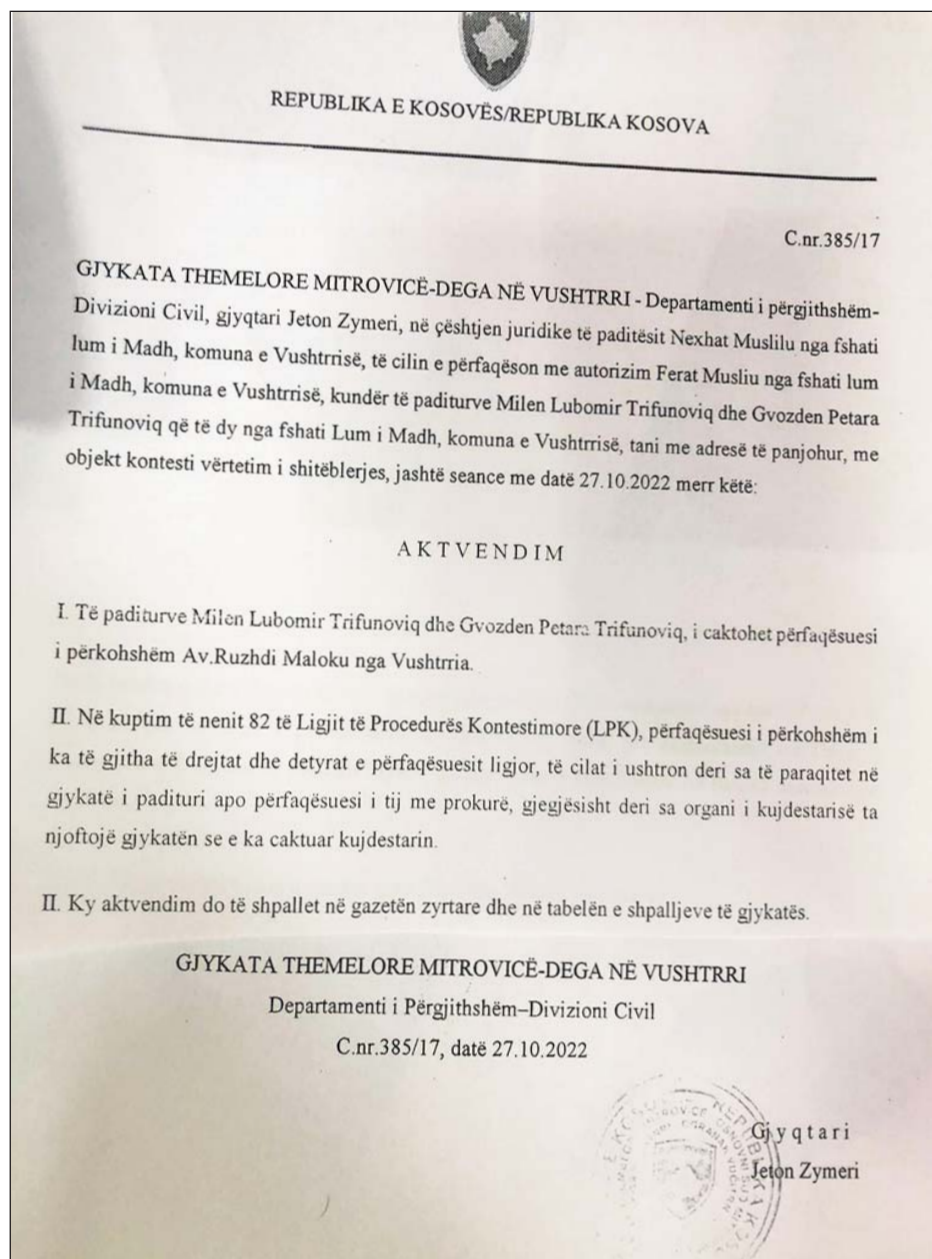 REPUBLIKA E KOSOVËS/REPUBLIKA KOSOVA
C.nr.385/17
GJYKATA THEMELORE MITROVICË-DEGA NË VUSHTRRI - Departamenti i përgjithshëm-
Divizioni Civil, gjyqtari Jeton Zymeri, në çështjen juridike të paditësit Nexhat Muslilu nga fshati
lum i Madh, komuna e Vushtrrisë, të cilin e përfaqëson me autorizim Ferat Musliu nga fshati lum
i Madh, komuna e Vushtrrisë, kundër të paditurve Milen Lubomir Trifunoviq dhe Gvozden Petara
Trifunoviq që të dy nga fshati Lum i Madh, komuna e Vushtrrisë, tani me adresë të panjohur, me
objekt kontesti vërtetim i shitëblerjes, jashtë seance me datë 27.10.2022 merr këtë:
A K T V E N D I M
I. Të paditurve Milen Lubomir Trifunoviq dhe Gvozden Petara Trifunoviq, i caktohet përfaqësuesi
i përkohshëm Av.Ruzhdi Maloku nga Vushtrria.
II. Në kuptim të nenit 82 të Ligjit të Procedurës Kontestimore (LPK), përfaqësuesi i përkohshëm i
ka të gjitha të drejtat dhe detyrat e përfaqësuesit ligjor, të cilat i ushtron deri sa të paraqitet në
gjykatë i padituri apo përfaqësuesi i tij me prokurë, gjegjësisht deri sa organi i kujdestarisë ta
njoftojë gjykatën se e ka caktuar kujdestarin.
II. Ky aktvendim do të shpallet në gazetën zyrtare dhe në tabelën e shpalljeve të gjykatës.
GJYKATA THEMELORE MITROVICË-DEGA NË VUSHTRRI
Departamenti i Përgjithshëm–Divizioni Civil
C.nr.385/17, datë 27.10.2022
G j y q t a r i
Jeton Zymeri